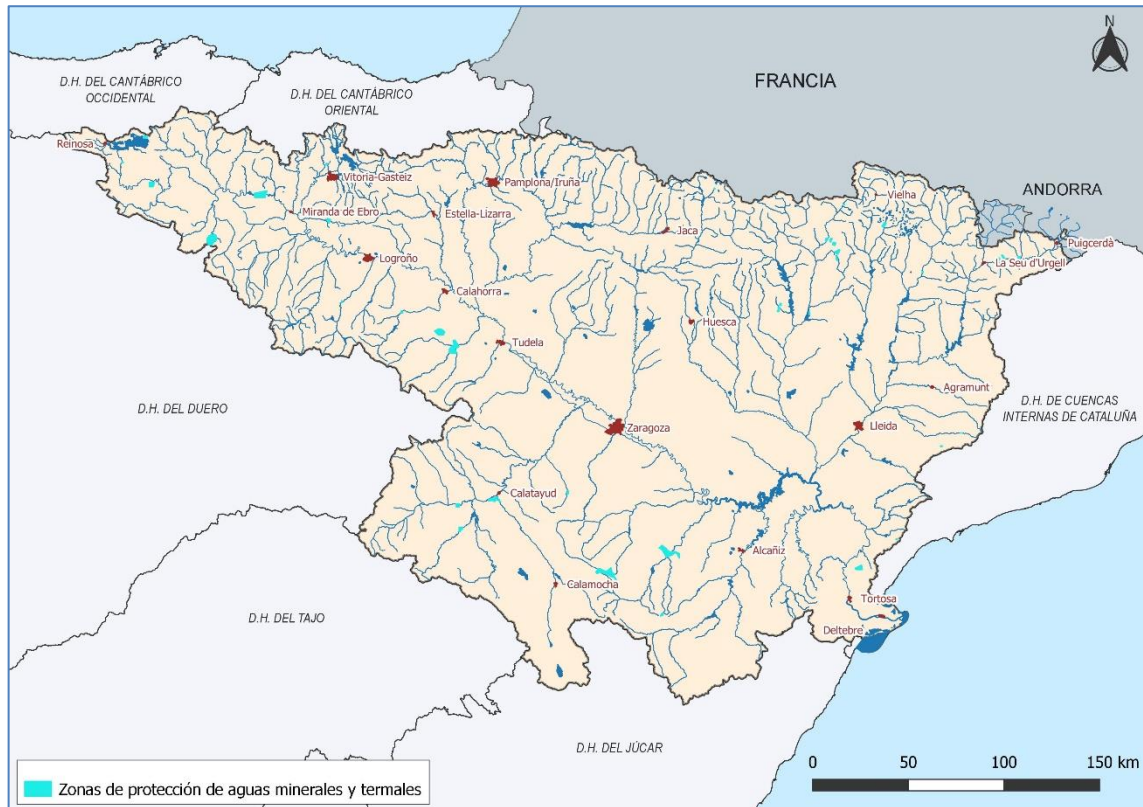 N
FRANCIA
D.H. DEL CANTÁBRICO
OCCIDENTAL
D.H. DEL CANTÁBRICO
ORIENTAL
Reinosa
Vitoria-Gasteiz
Pamplona/Iruña
Vielha
ANDORRA
Miranda de Ebro
Estella-Lizarra
Jaca
Puigcerdà
La Seu d'Urgell
Logroño
Calahorra
Huesca
Tudela
Agramunt
D.H. DEL DUERO
D.H. DE CUENCAS
INTERNAS DE CATALUÑA
Zaragoza
Lleida
Calatayud
Alcañiz
Calamocha
Tortosa
D.H. DEL TAJO
Deltebre
D.H. DEL JÚCAR
0 50 100 150 km
Zonas de protección de aguas minerales y termales